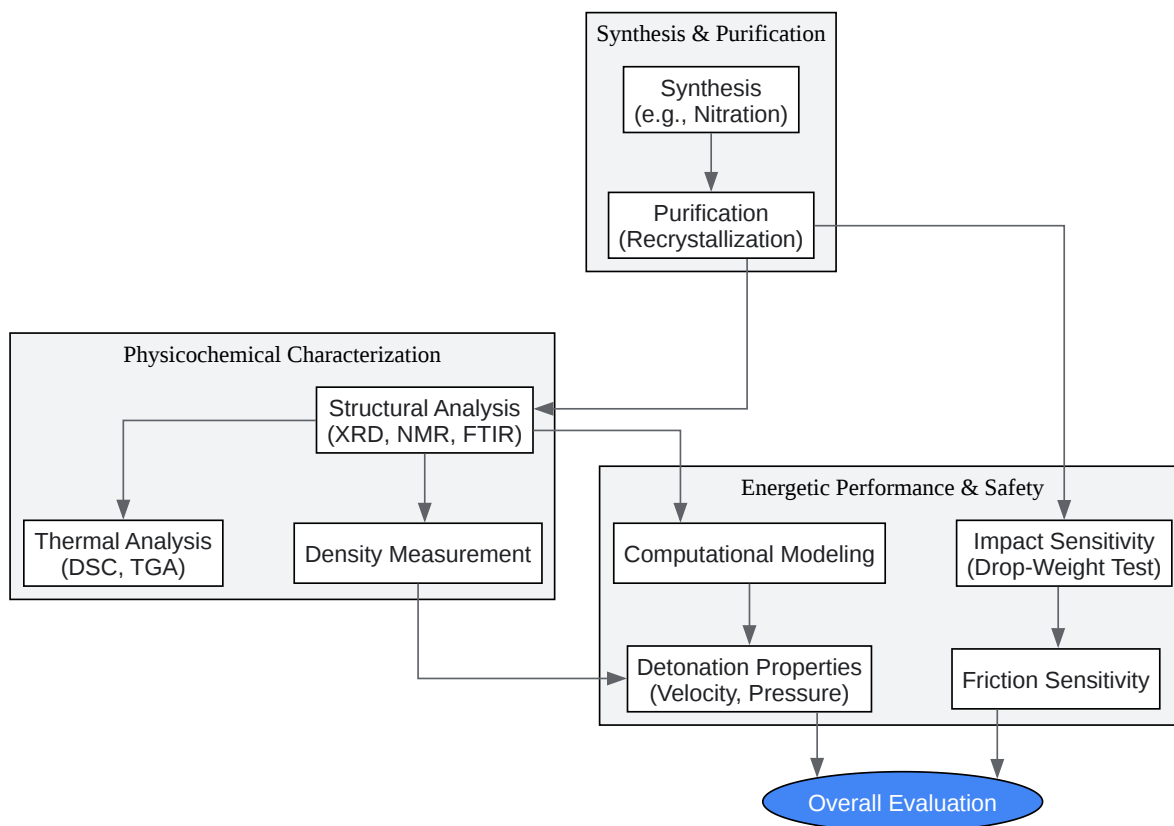 Synthesis & Purification
Synthesis
(e.g., Nitration)
Purification
(Recrystallization)
Physicochemical Characterization
Structural Analysis
(XRD, NMR, FTIR)
Thermal Analysis
(DSC, TGA)
Density Measurement
Energetic Performance & Safety
Computational Modeling
Impact Sensitivity
(Drop-Weight Test)
Detonation Properties
(Velocity, Pressure)
Friction Sensitivity
Overall Evaluation